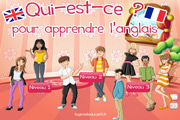 Qui-est-ce ?
pour apprendre l'anglais
Niveau 1
Niveau 2
Niveau 3